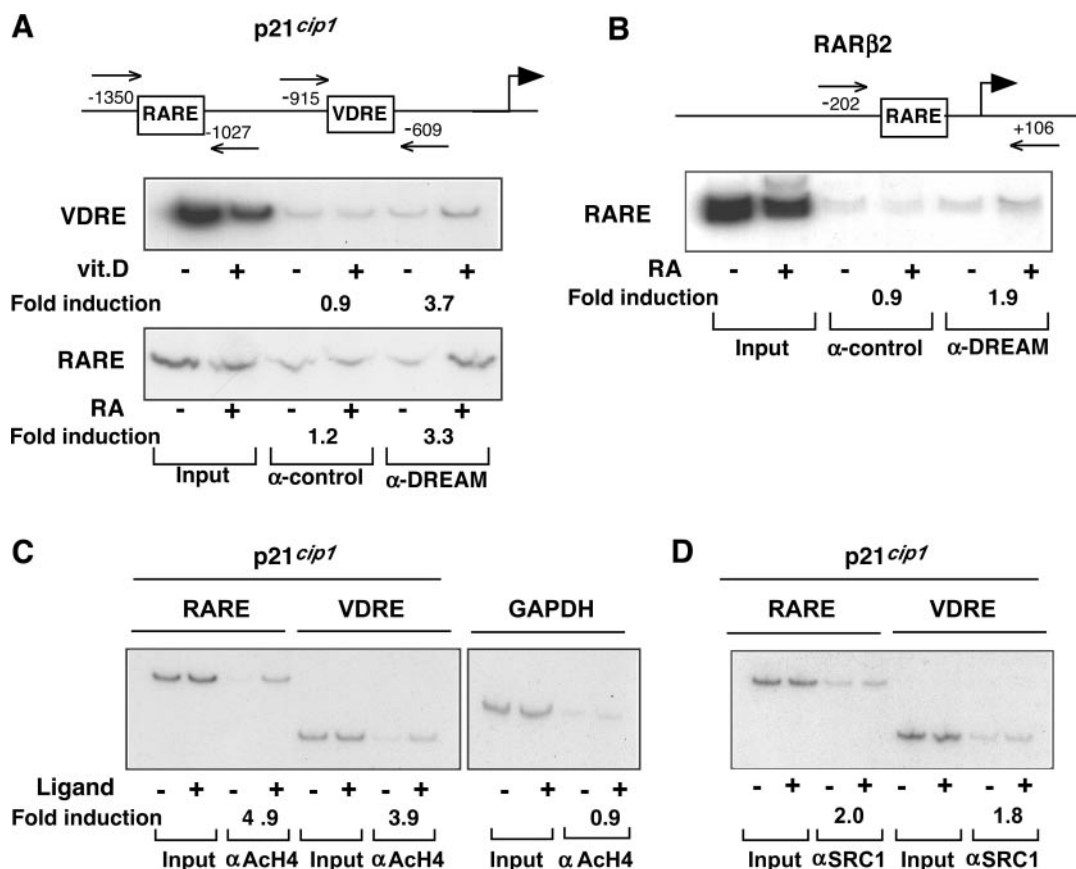 A
p21cip1
-1350 RARE -1027 -915 VDRE -609
VDRE
vit.D - + - + - +
Fold induction 0.9 3.7
RARE
RA - + - + - +
Fold induction 1.2 3.3
Input α-control α-DREAM
B
RARβ2
-202 RARE +106
RARE
RA - + - + - +
Fold induction 0.9 1.9
Input α-control α-DREAM
C
p21cip1
RARE VDRE GAPDH
Ligand - + - + - + - + - + - +
Fold induction 4.9 3.9 0.9
Input αAcH4 Input αAcH4 Input αAcH4
D
p21cip1
RARE VDRE
- + - + - + - +
2.0 1.8
Input αSRC1 Input αSRC1